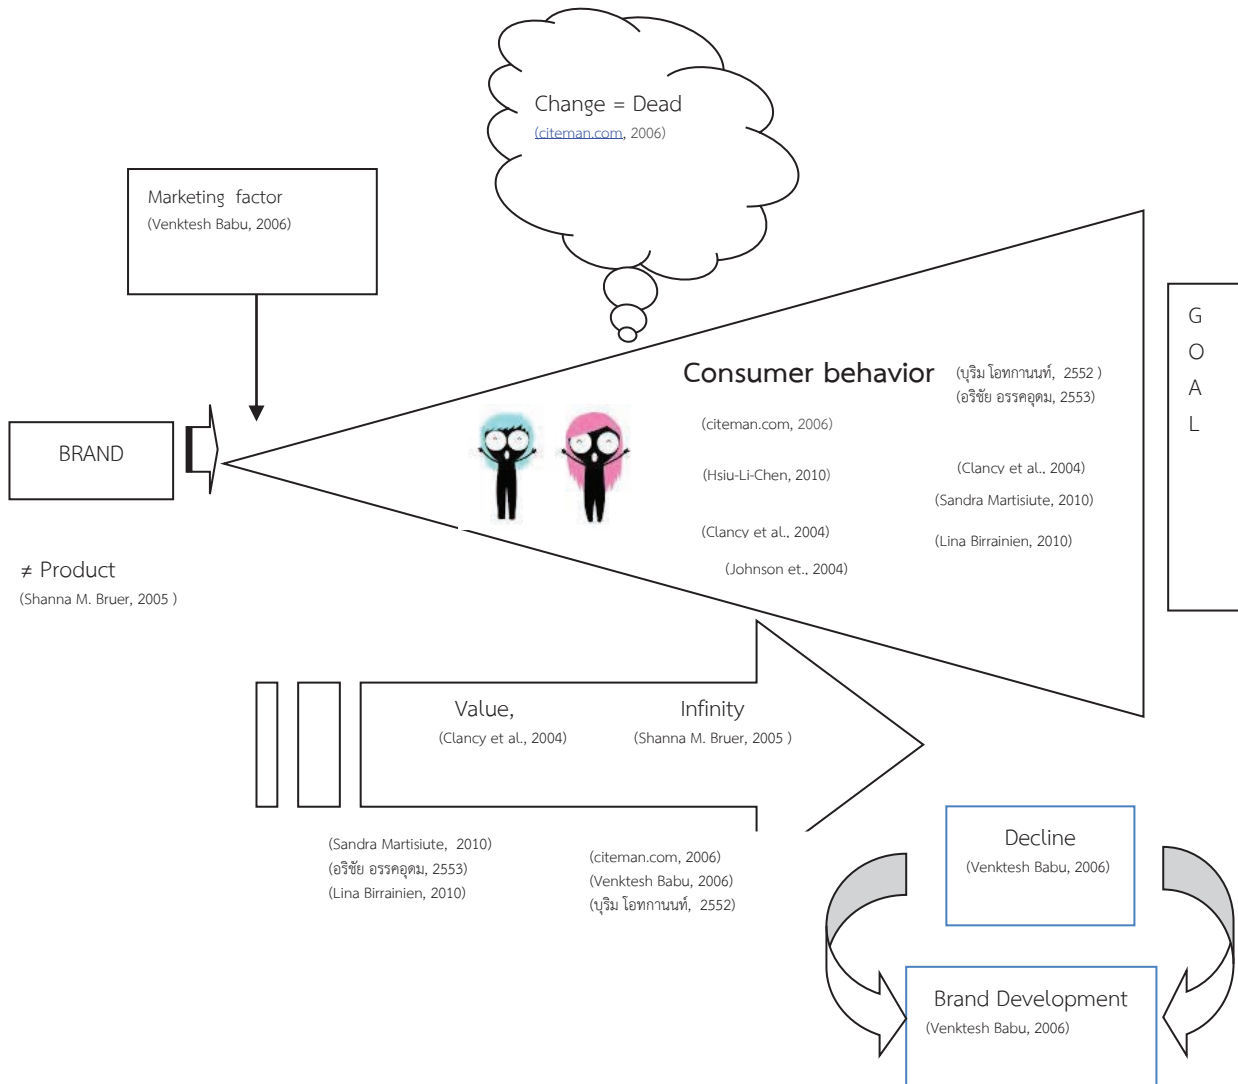 Change = Dead
(citeman.com, 2006)
Marketing factor
(Venktesh Babu, 2006)
G
O
A
L
Consumer behavior
(บุริม โอทกานนท์, 2552 )
(อริชัย อรรคอุดม, 2553)
(citeman.com, 2006)
BRAND
(Hsiu-Li-Chen, 2010)
(Clancy et al., 2004)
(Sandra Martisiute, 2010)
(Clancy et al., 2004)
(Lina Birrainien, 2010)
(Johnson et., 2004)
≠ Product
(Shanna M. Bruer, 2005 )
Value,
(Clancy et al., 2004)
Infinity
(Shanna M. Bruer, 2005 )
(Sandra Martisiute, 2010)
(อริชัย อรรคอุดม, 2553)
(Lina Birrainien, 2010)
(citeman.com, 2006)
(Venktesh Babu, 2006)
(บุริม โอทกานนท์, 2552)
Decline
(Venktesh Babu, 2006)
Brand Development
(Venktesh Babu, 2006)